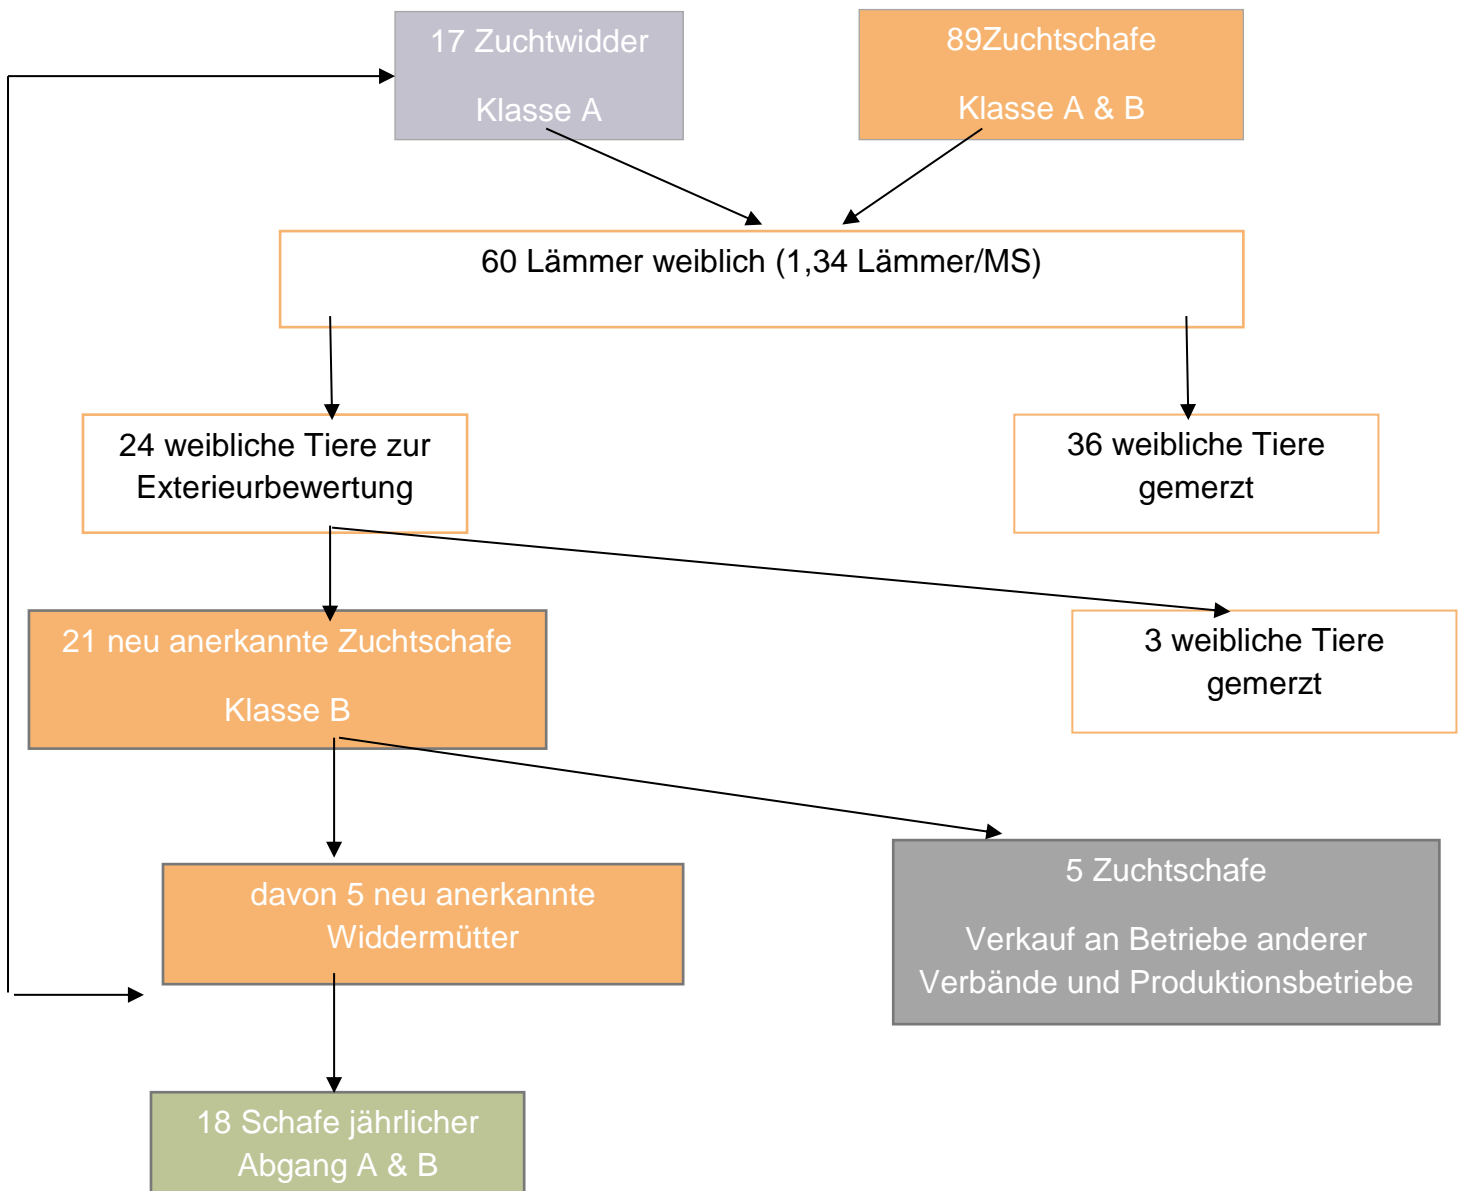 17 Zuchtwidder
Klasse A
89Zuchtschafe
Klasse A & B
60 Lämmer weiblich (1,34 Lämmer/MS)
24 weibliche Tiere zur
Exterieurbewertung
36 weibliche Tiere
gemerzt
21 neu anerkannte Zuchtschafe
Klasse B
3 weibliche Tiere
gemerzt
davon 5 neu anerkannte
Widdermütter
5 Zuchtschafe
Verkauf an Betriebe anderer
Verbände und Produktionsbetriebe
18 Schafe jährlicher
Abgang A & B